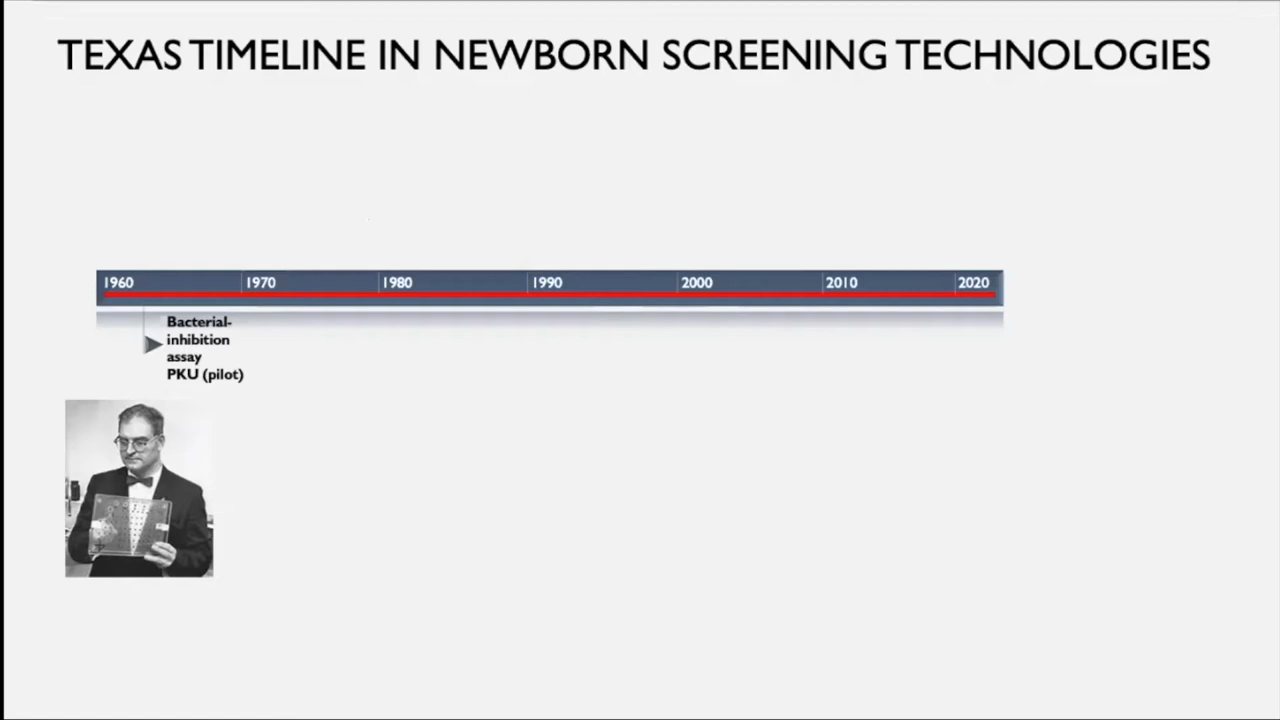 TEXAS TIMELINE IN NEWBORN SCREENING TECHNOLOGIES
1960 1970 1980 1990 2000 2010 2020
Bacterial-
inhibition
assay
PKU (pilot)